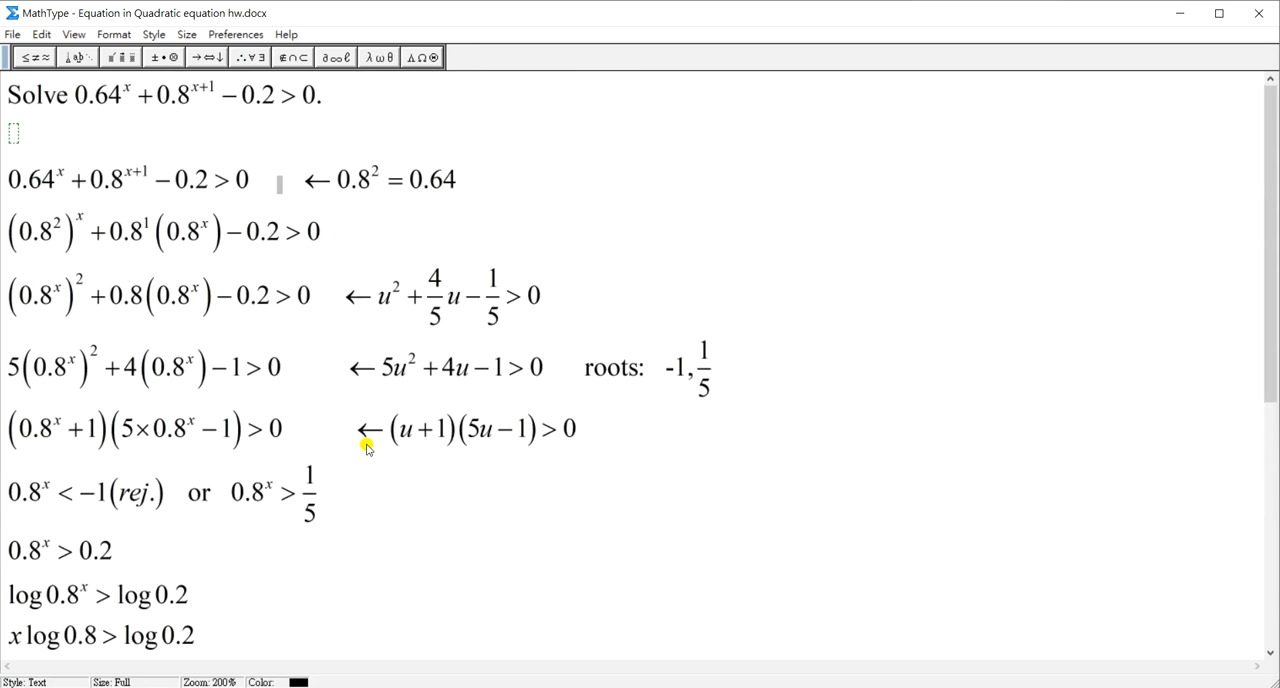 MathType - Equation in Quadratic equation hw.docx
File Edit View Format Style Size Preferences Help
≤≠≈ ±•⊗ →⇔↓ ∴∀∃ ∉∩⊂ ∂∞ℓ λωθ ΛΩ⊛
Solve 0.64^x + 0.8^(x+1) − 0.2 > 0.
0.64^x + 0.8^(x+1) − 0.2 > 0 ← 0.8^2 = 0.64
(0.8^2)^x + 0.8^1(0.8^x) − 0.2 > 0
(0.8^x)^2 + 0.8(0.8^x) − 0.2 > 0 ← u^2 + 4/5 u − 1/5 > 0
5(0.8^x)^2 + 4(0.8^x) − 1 > 0 ← 5u^2 + 4u − 1 > 0 roots: -1, 1/5
(0.8^x + 1)(5×0.8^x − 1) > 0 ← (u + 1)(5u − 1) > 0
0.8^x < −1(rej.) or 0.8^x > 1/5
0.8^x > 0.2
log 0.8^x > log 0.2
x log 0.8 > log 0.2
Style: Text Size: Full Zoom: 200% Color: